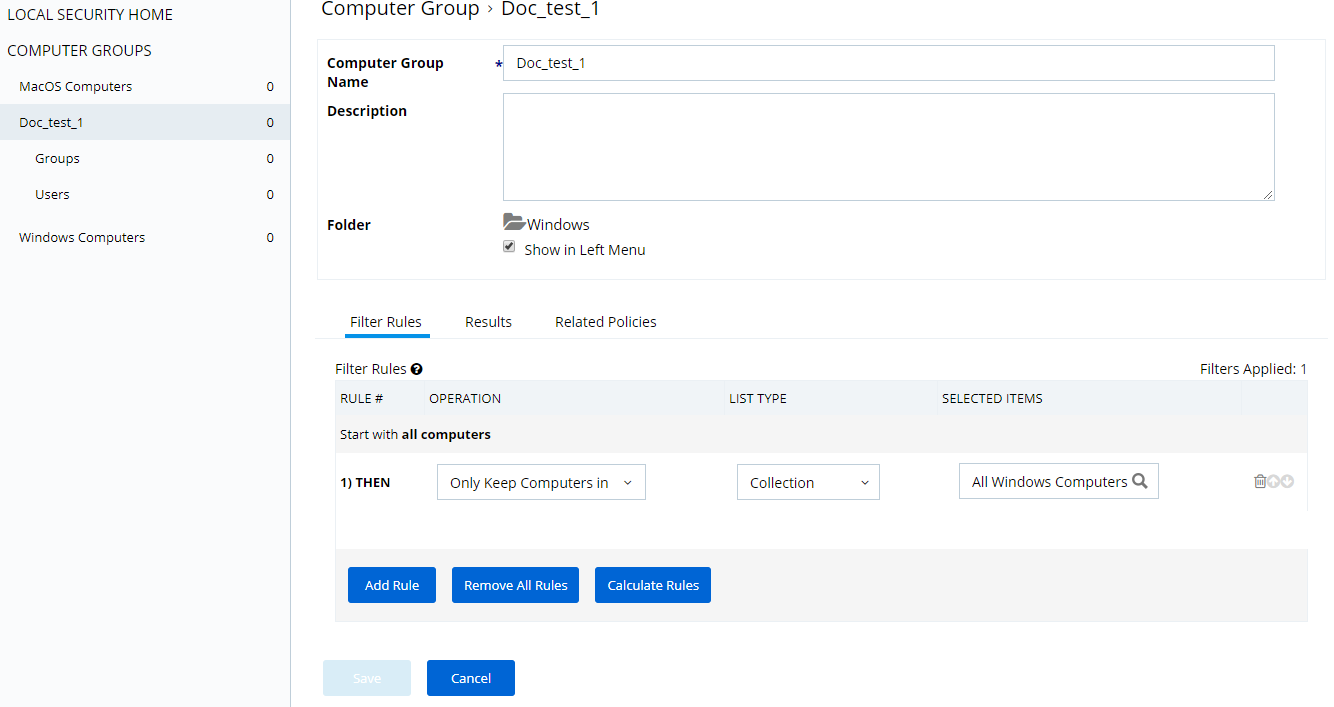 LOCAL SECURITY HOME
COMPUTER GROUPS
MacOS Computers 0
Doc_test_1 0
Groups 0
Users 0
Windows Computers 0
Computer Group › Doc_test_1
Computer Group
Name
* Doc_test_1
Description
Folder
Windows
Show in Left Menu
Filter Rules Results Related Policies
Filter Rules ? Filters Applied: 1
RULE # OPERATION LIST TYPE SELECTED ITEMS
Start with all computers
1) THEN Only Keep Computers in Collection All Windows Computers
Add Rule Remove All Rules Calculate Rules
Save Cancel